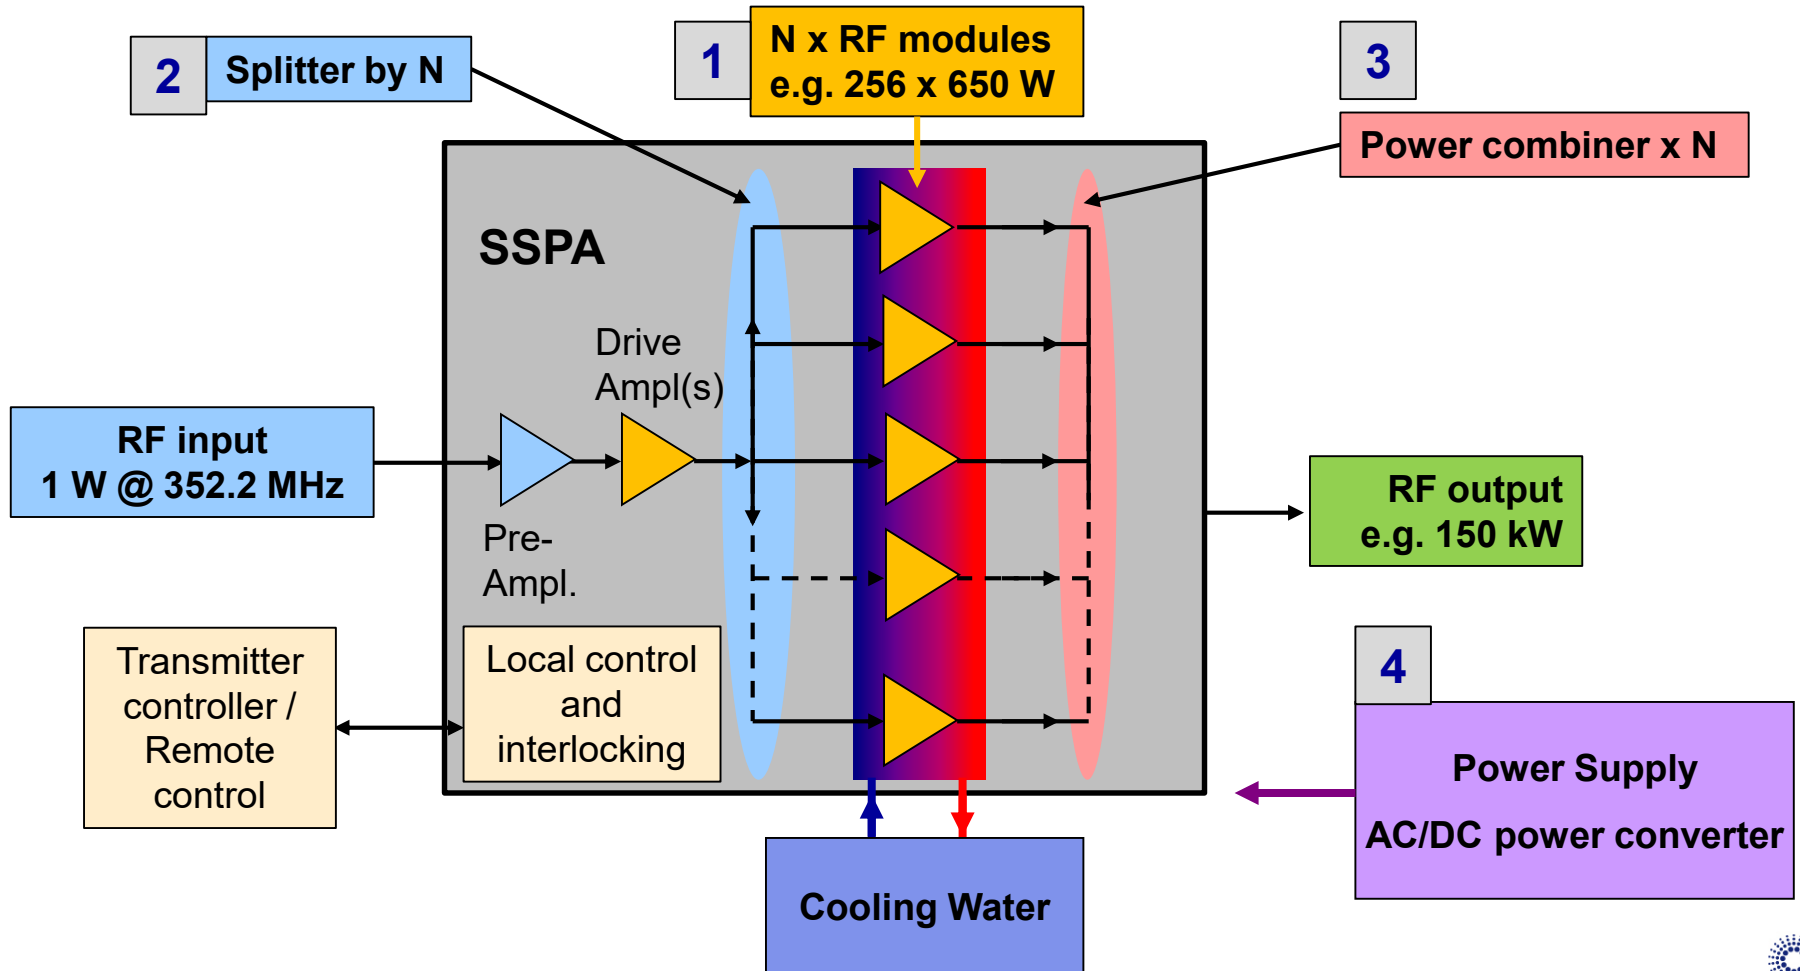 2
Splitter by N
1
N x RF modules
e.g. 256 x 650 W
3
Power combiner x N
SSPA
Drive
Ampl(s)
RF input
1 W @ 352.2 MHz
Pre-
Ampl.
RF output
e.g. 150 kW
Transmitter
controller /
Remote
control
Local control
and
interlocking
4
Power Supply
AC/DC power converter
Cooling Water